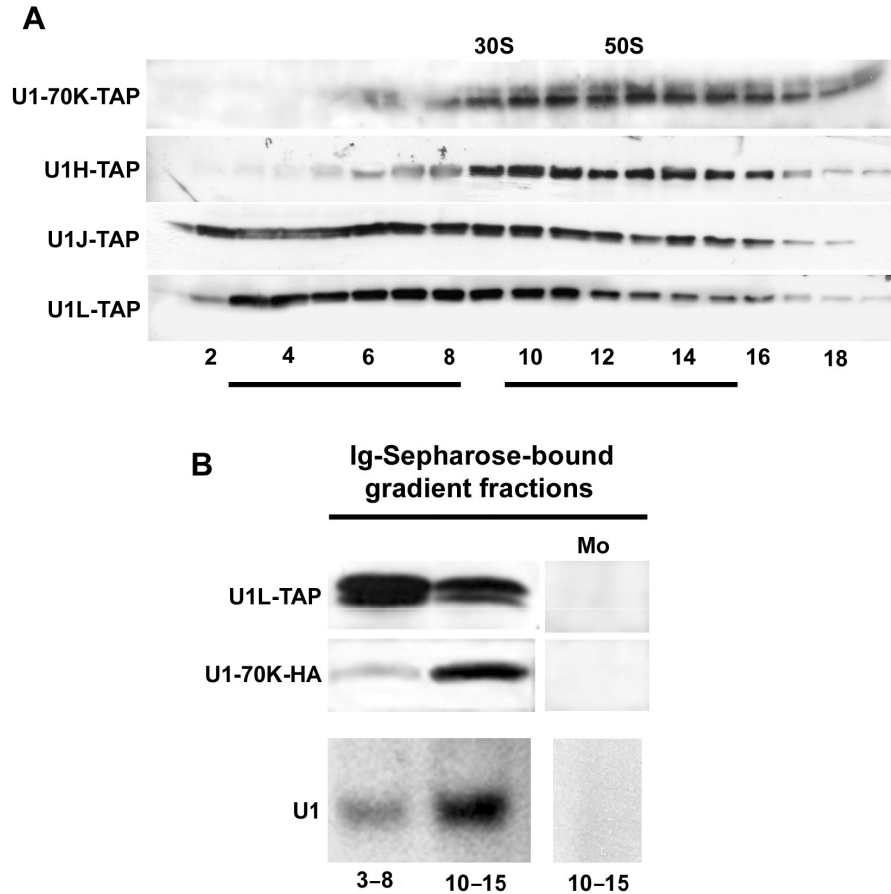 A
30S 50S
U1-70K-TAP
U1H-TAP
U1J-TAP
U1L-TAP
2 4 6 8 10 12 14 16 18
B
Ig-Sepharose-bound
gradient fractions
Mo
U1L-TAP
U1-70K-HA
U1
3–8 10–15 10–15